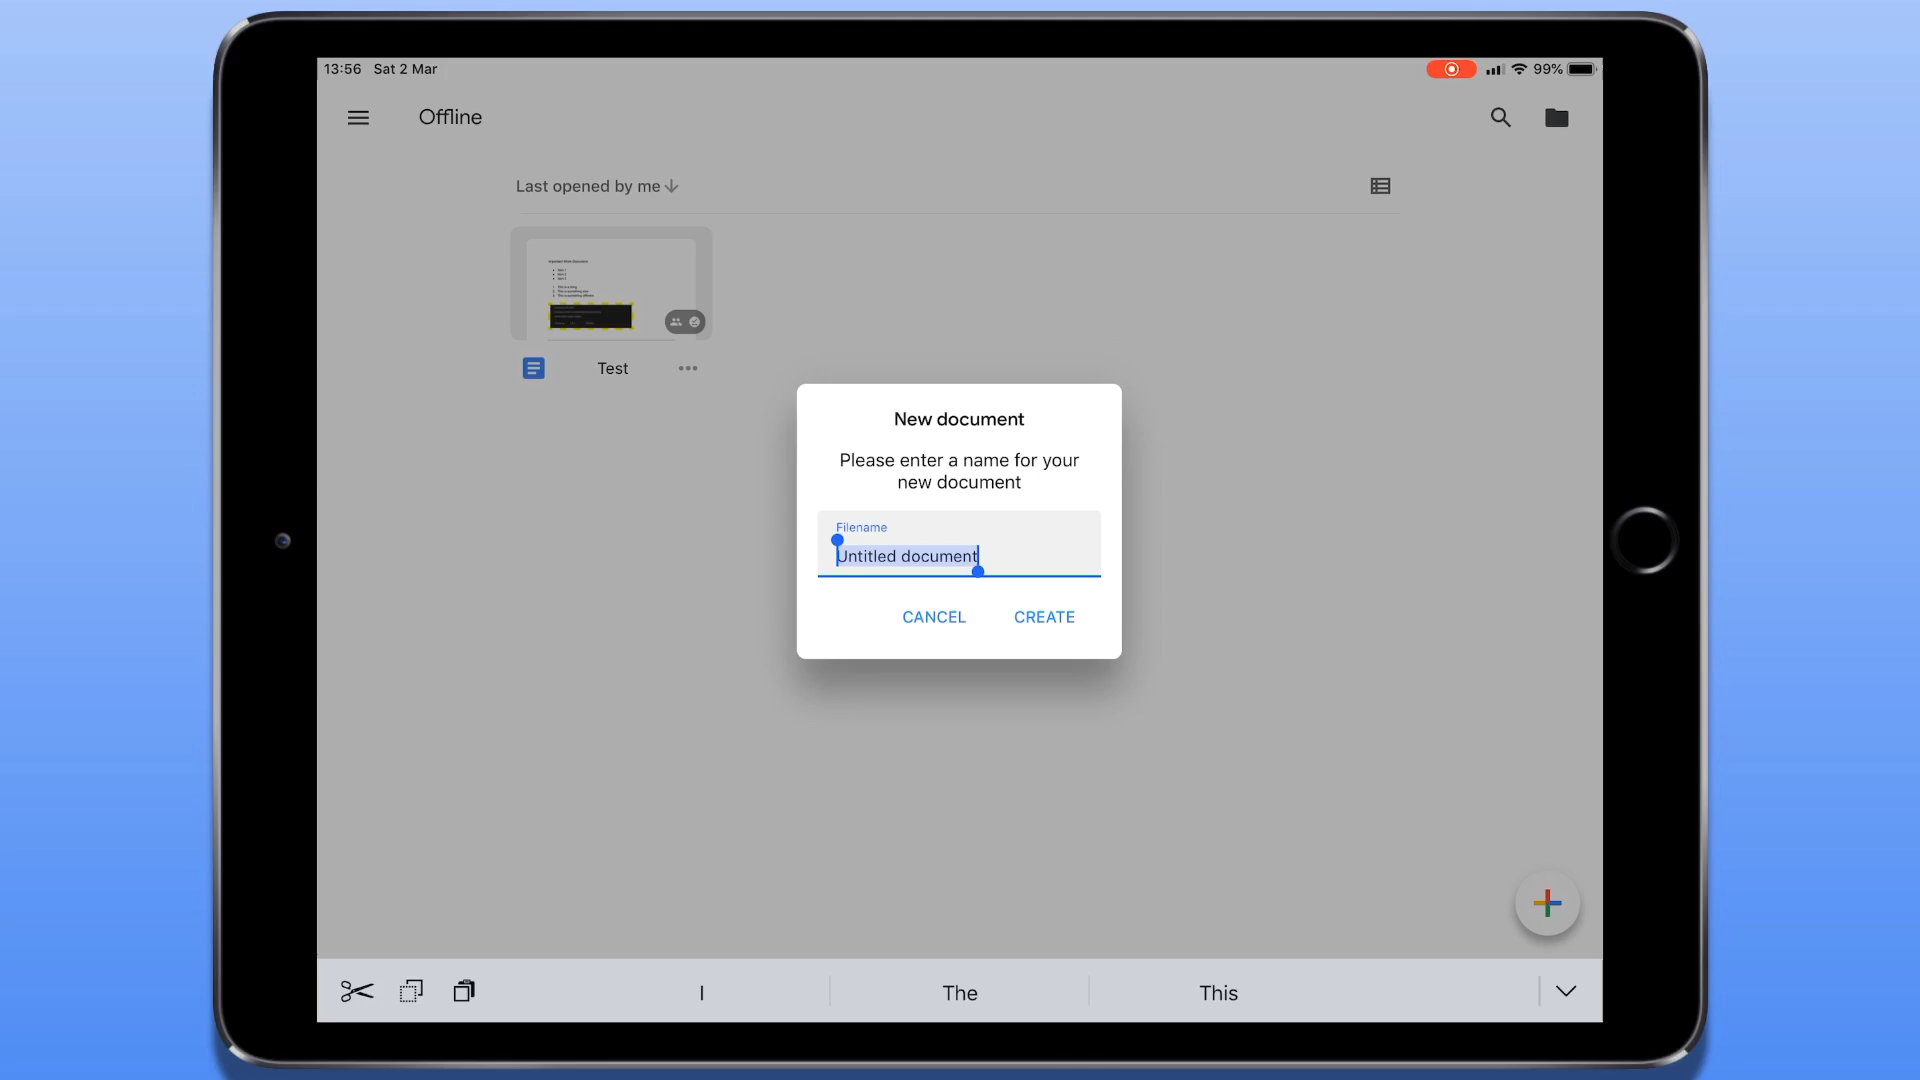 13:56 Sat 2 Mar
99%
Offline
Last opened by me
Test
New document
Please enter a name for your
new document
Filename
Untitled document
CANCEL CREATE
I The This